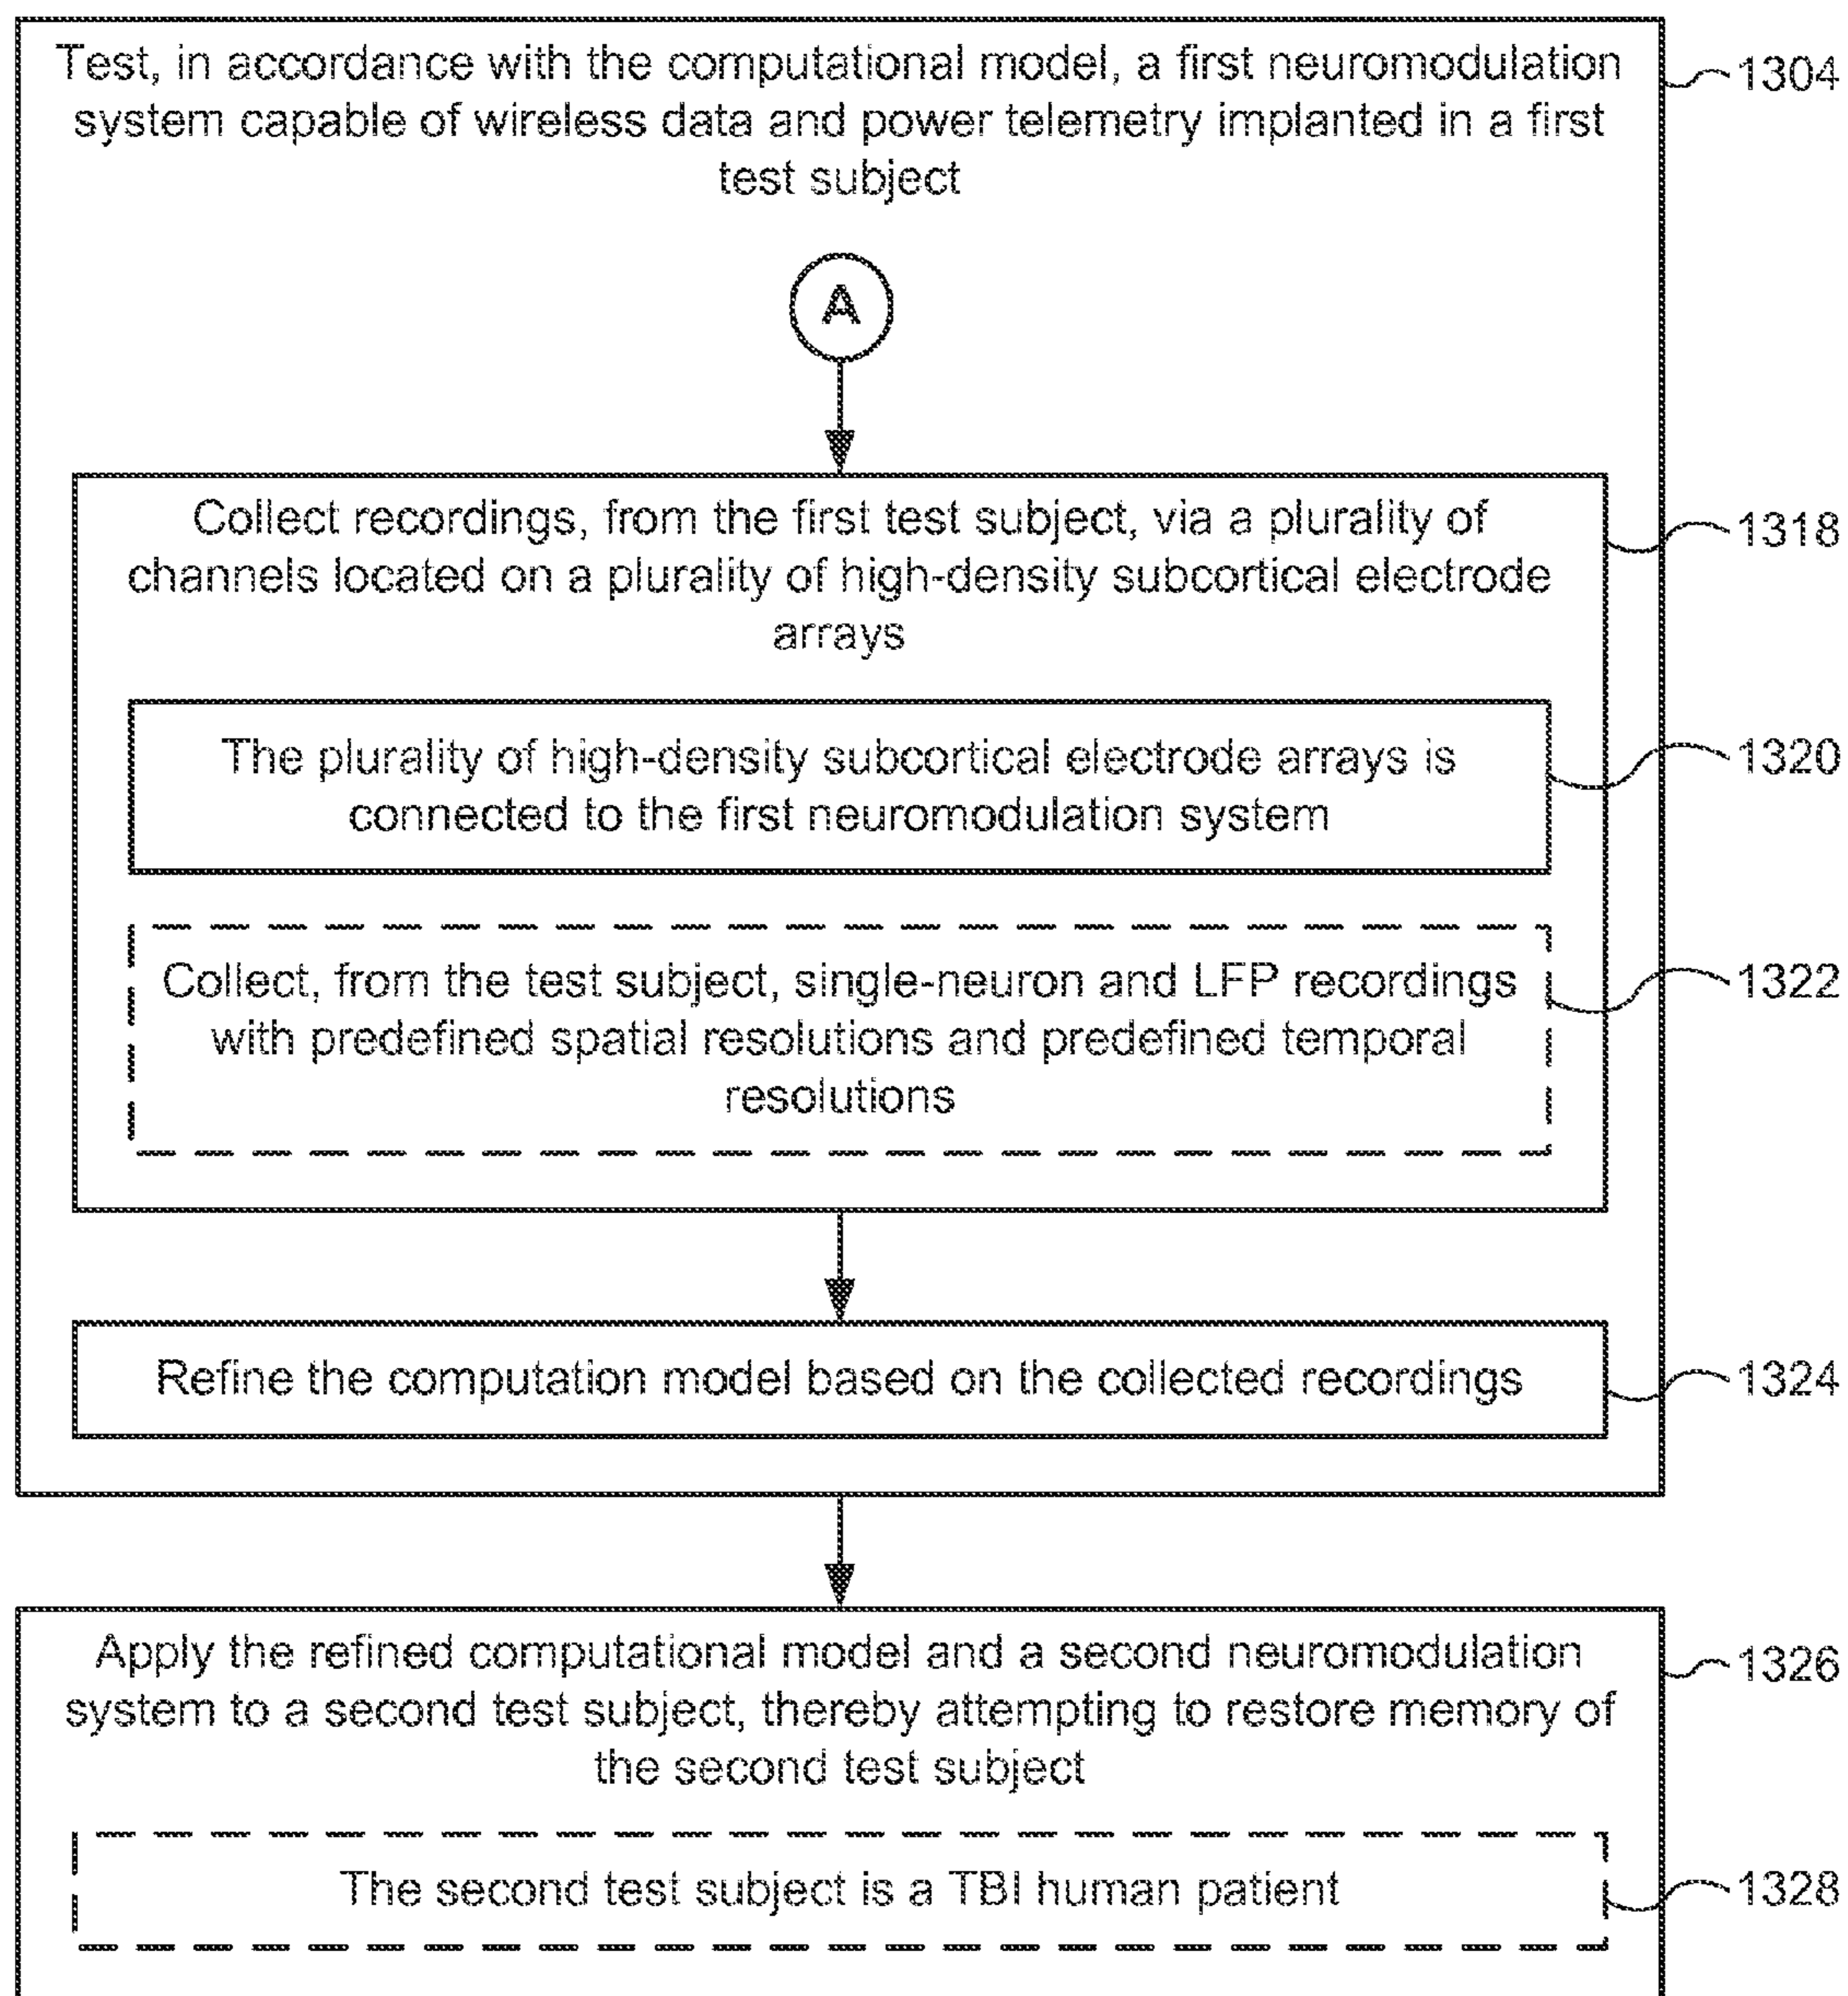 Test, in accordance with the computational model, a first neuromodulation
system capable of wireless data and power telemetry implanted in a first
test subject
1304
A
Collect recordings, from the first test subject, via a plurality of
channels located on a plurality of high-density subcortical electrode
arrays
1318
The plurality of high-density subcortical electrode arrays is
connected to the first neuromodulation system
1320
Collect, from the test subject, single-neuron and LFP recordings
with predefined spatial resolutions and predefined temporal
resolutions
1322
Refine the computation model based on the collected recordings
1324
Apply the refined computational model and a second neuromodulation
system to a second test subject, thereby attempting to restore memory of
the second test subject
1326
The second test subject is a TBI human patient
1328